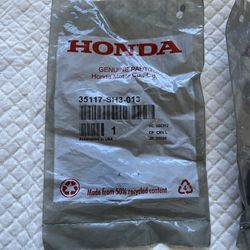 HONDA
GENUINE PARTS
Honda Motor Co., Ltd.
35117-SH3-013
1
Made from 50% recycled content